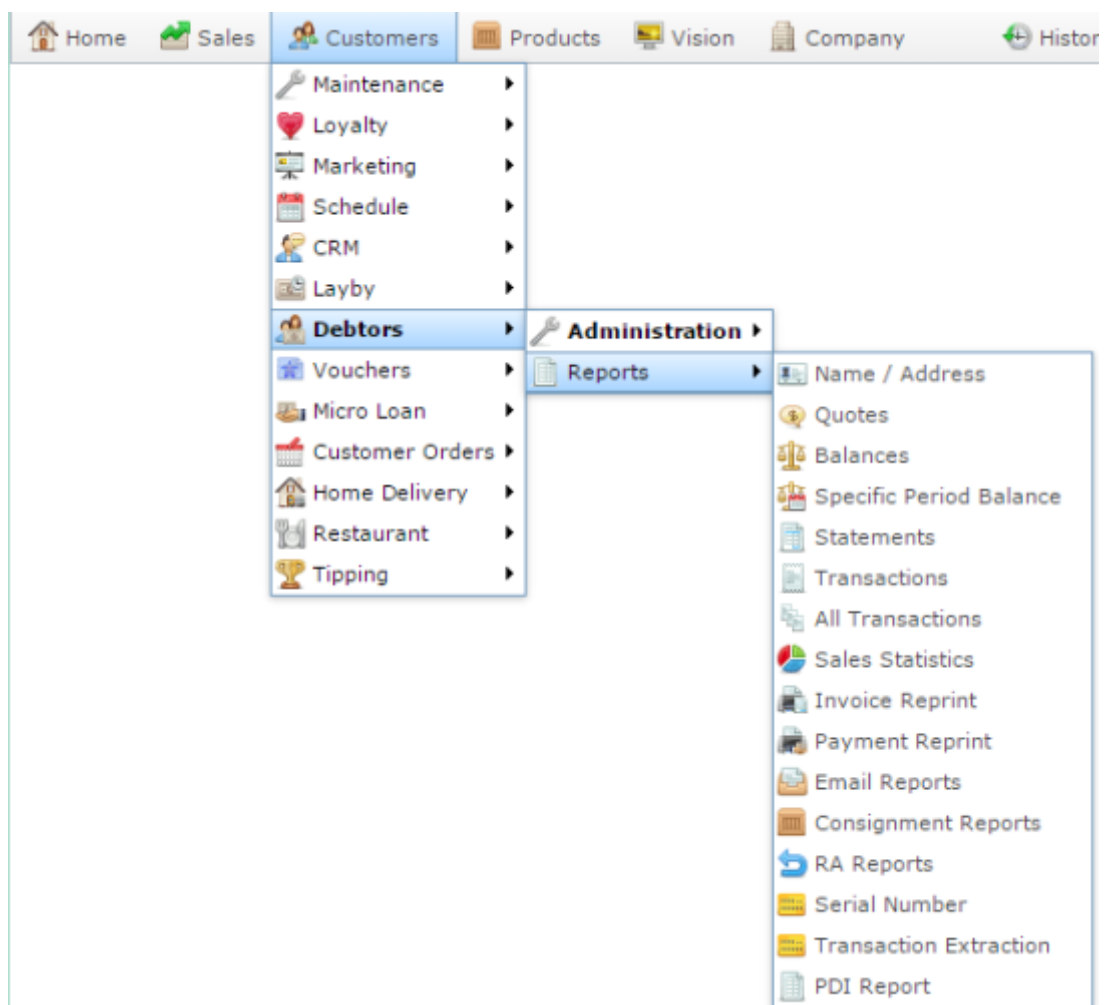 Home Sales Customers Products Vision Company Histor
Maintenance
Loyalty
Marketing
Schedule
CRM
Layby
Debtors
Vouchers
Micro Loan
Customer Orders
Home Delivery
Restaurant
Tipping
Administration
Reports
Name / Address
Quotes
Balances
Specific Period Balance
Statements
Transactions
All Transactions
Sales Statistics
Invoice Reprint
Payment Reprint
Email Reports
Consignment Reports
RA Reports
Serial Number
Transaction Extraction
PDI Report